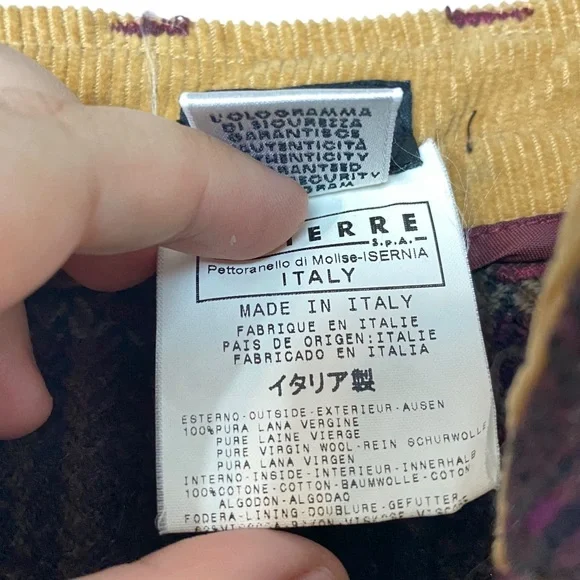 L'OLOGRAMMA
DI SICUREZZA
GARANTISCE
AUTENTICITÀ
AUTHENTICITY
GUARANTEED
SECURITY
IERRE
S.p.A.
Pettoranello di Molise-ISERNIA
ITALY
MADE IN ITALY
FABRIQUE EN ITALIE
PAIS DE ORIGEN:ITALIE
FABRICADO EN ITALIA
イタリア製
ESTERNO-OUTSIDE-EXTERIEUR-AUSEN
100%PURA LANA VERGINE
PURE LAINE VIERGE
PURE VIRGIN WOOL-REIN SCHURWOLLE
PURA LANA VIRGEN
INTERNO-INSIDE-INTERIEUR-INNERHALB
100%COTONE-COTTON-BAUMWOLLE-COTON
ALGODON-ALGODAO
FODERA-LINING-DOUBLURE-GEFUTTER